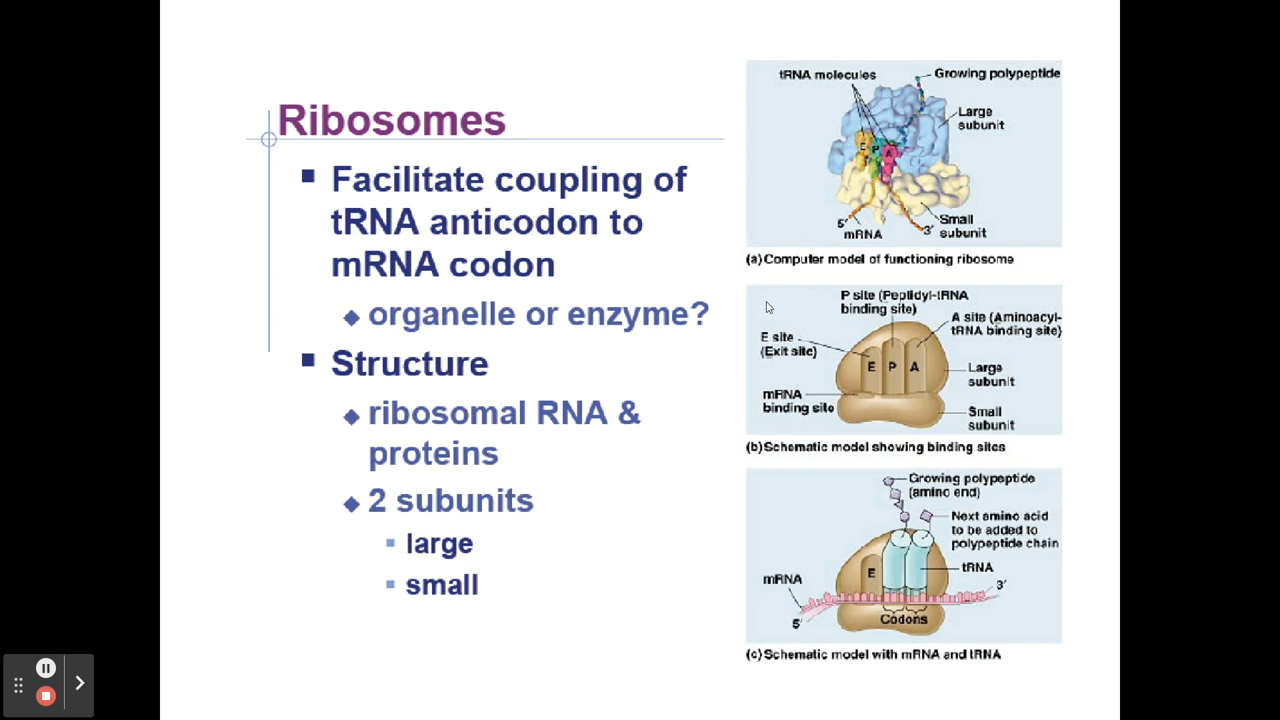 Ribosomes
Facilitate coupling of
tRNA anticodon to
mRNA codon
organelle or enzyme?
Structure
ribosomal RNA &
proteins
2 subunits
large
small
tRNA molecules
Growing polypeptide
Large
subunit
E P A
Small
subunit
5′
mRNA
3′
(a) Computer model of functioning ribosome
P site (Peptidyl-tRNA
binding site)
A site (Aminoacyl-
tRNA binding site)
E site
(Exit site)
E P A
Large
subunit
mRNA
binding site
Small
subunit
(b) Schematic model showing binding sites
Growing polypeptide
(amino end)
Next amino acid
to be added to
polypeptide chain
E
tRNA
mRNA
3′
5′
Codons
(c) Schematic model with mRNA and tRNA